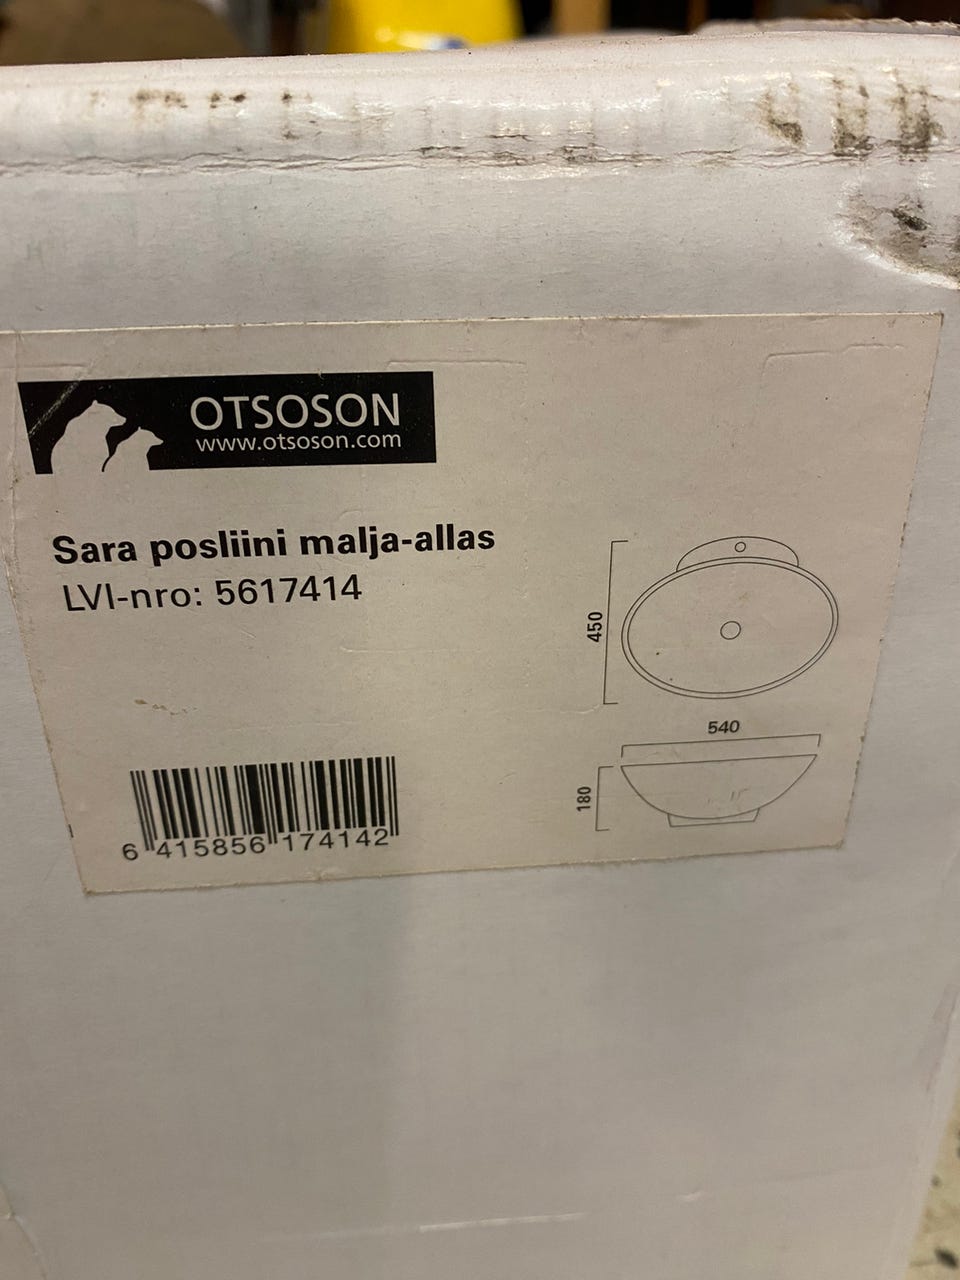 OTSOSON
www.otsoson.com
Sara posliini malja-allas
LVI-nro: 5617414
450
540
180
6 415856 174142